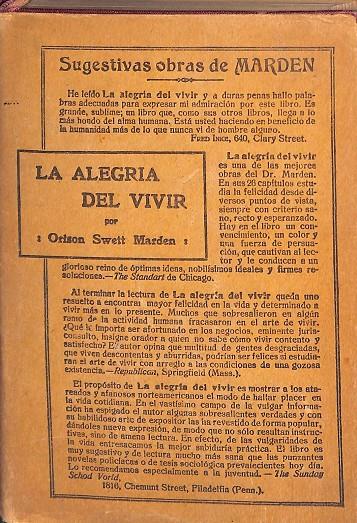 Sugestivas obras de MARDEN
He leído La alegría del vivir y a duras penas hallo pala-
bras adecuadas para expresar mi admiración por este libro. Es
grande, sublime; un libro que, como sus otros libros, llega a lo
más hondo del alma humana. Está usted haciendo en beneficio de
la humanidad más de lo que nunca vi de hombre alguno.
FRED INCE, 640, Clary Street.
LA ALEGRIA
DEL VIVIR
por
: Orison Swett Marden :
La alegría del vivir
es una de las mejores
obras del Dr. Marden.
En sus 26 capítulos estu-
dia la felicidad desde di-
versos puntos de vista,
siempre con criterio sa-
no, recto y esperanzado.
Hay en el libro un con-
vencimiento, un color y
una fuerza de persua-
ción, que cautivan al lec-
tor y le conducen a un
glorioso reino de óptimas ideas, nobilísimos ideales y firmes re-
soluciones.—The Standart de Chicago.
Al terminar la lectura de La alegría del vivir queda uno
resuelto a encontrar mayor felicidad en la vida y determinado a
vivir más en lo presente. Muchos que sobresalieron en algún
ramo de la actividad humana fracasaron en el arte de vivir.
¿Qué le importa ser afortunado en los negocios, eminente juris-
consulto, insigne orador a quien no sabe cómo vivir contento y
satisfecho? El autor opina que multitud de gentes desgraciadas,
que viven descontentas y aburridas, podrían ser felices si estudia-
ran el arte de vivir con arreglo a las condiciones de una gozosa
existencia.—Republican, Springfield (Mass.).
El propósito de La alegría del vivir es mostrar a los ata-
reados y afanosos norteamericanos el modo de hallar placer en
la vida cotidiana. En el vastísimo campo de la vulgar informa-
ción ha espigado el autor algunas sobresalientes verdades y con
su habilidoso arte de expositor las ha revestido de forma popular,
dándoles nueva expresión, de modo que no sólo resultan instruc-
tivas, sino de amena lectura. En efecto, de las vulgaridades de
la vida entresacamos la mejor sabiduría práctica. El libro es
muy sugestivo y de lectura mucho más sana que las punzantes
novelas policíacas o de tesis sociológica prevalecientes hoy día.
Lo recomendamos especialmente a la juventud. — The Sundag
Schod Vorld,
1816, Chemunt Street, Piladelfia (Penn.).